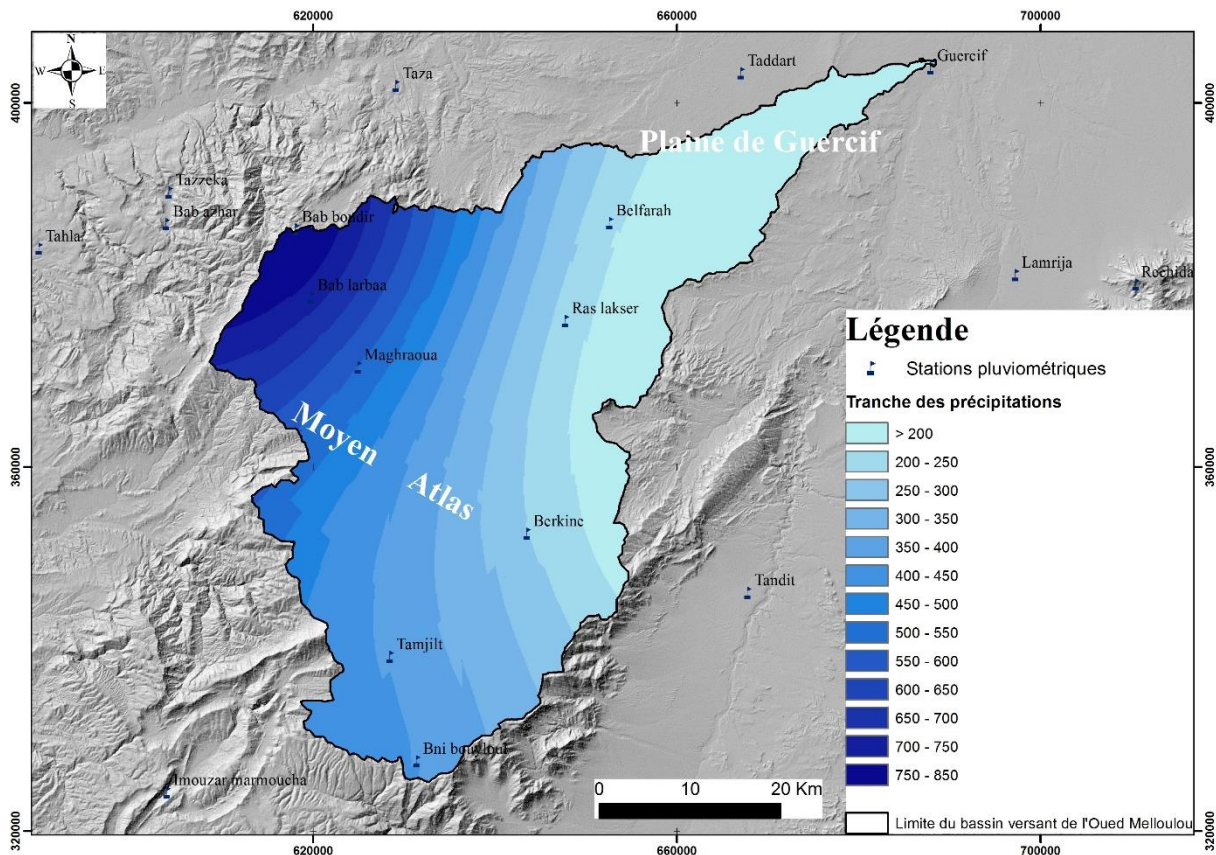 620000
660000
700000
N
W
E
S
400000
400000
Taza
Taddart
Guercif
Plaine de Guercif
Tazzeka
Bab azhar
Bab boudir
Belfarah
Tahla
Lamrija
Rechida
Bab larbaa
Ras lakser
Maghraoua
Moyen
Atlas
360000
360000
Berkine
Tandit
Tamjilt
Bni bouyloul
Imouzar marmoucha
Légende
Stations pluviométriques
Tranche des précipitations
> 200
200 - 250
250 - 300
300 - 350
350 - 400
400 - 450
450 - 500
500 - 550
550 - 600
600 - 650
650 - 700
700 - 750
750 - 850
Limite du bassin versant de l'Oued Melloulou
0 10 20 Km
320000
320000
620000
660000
700000